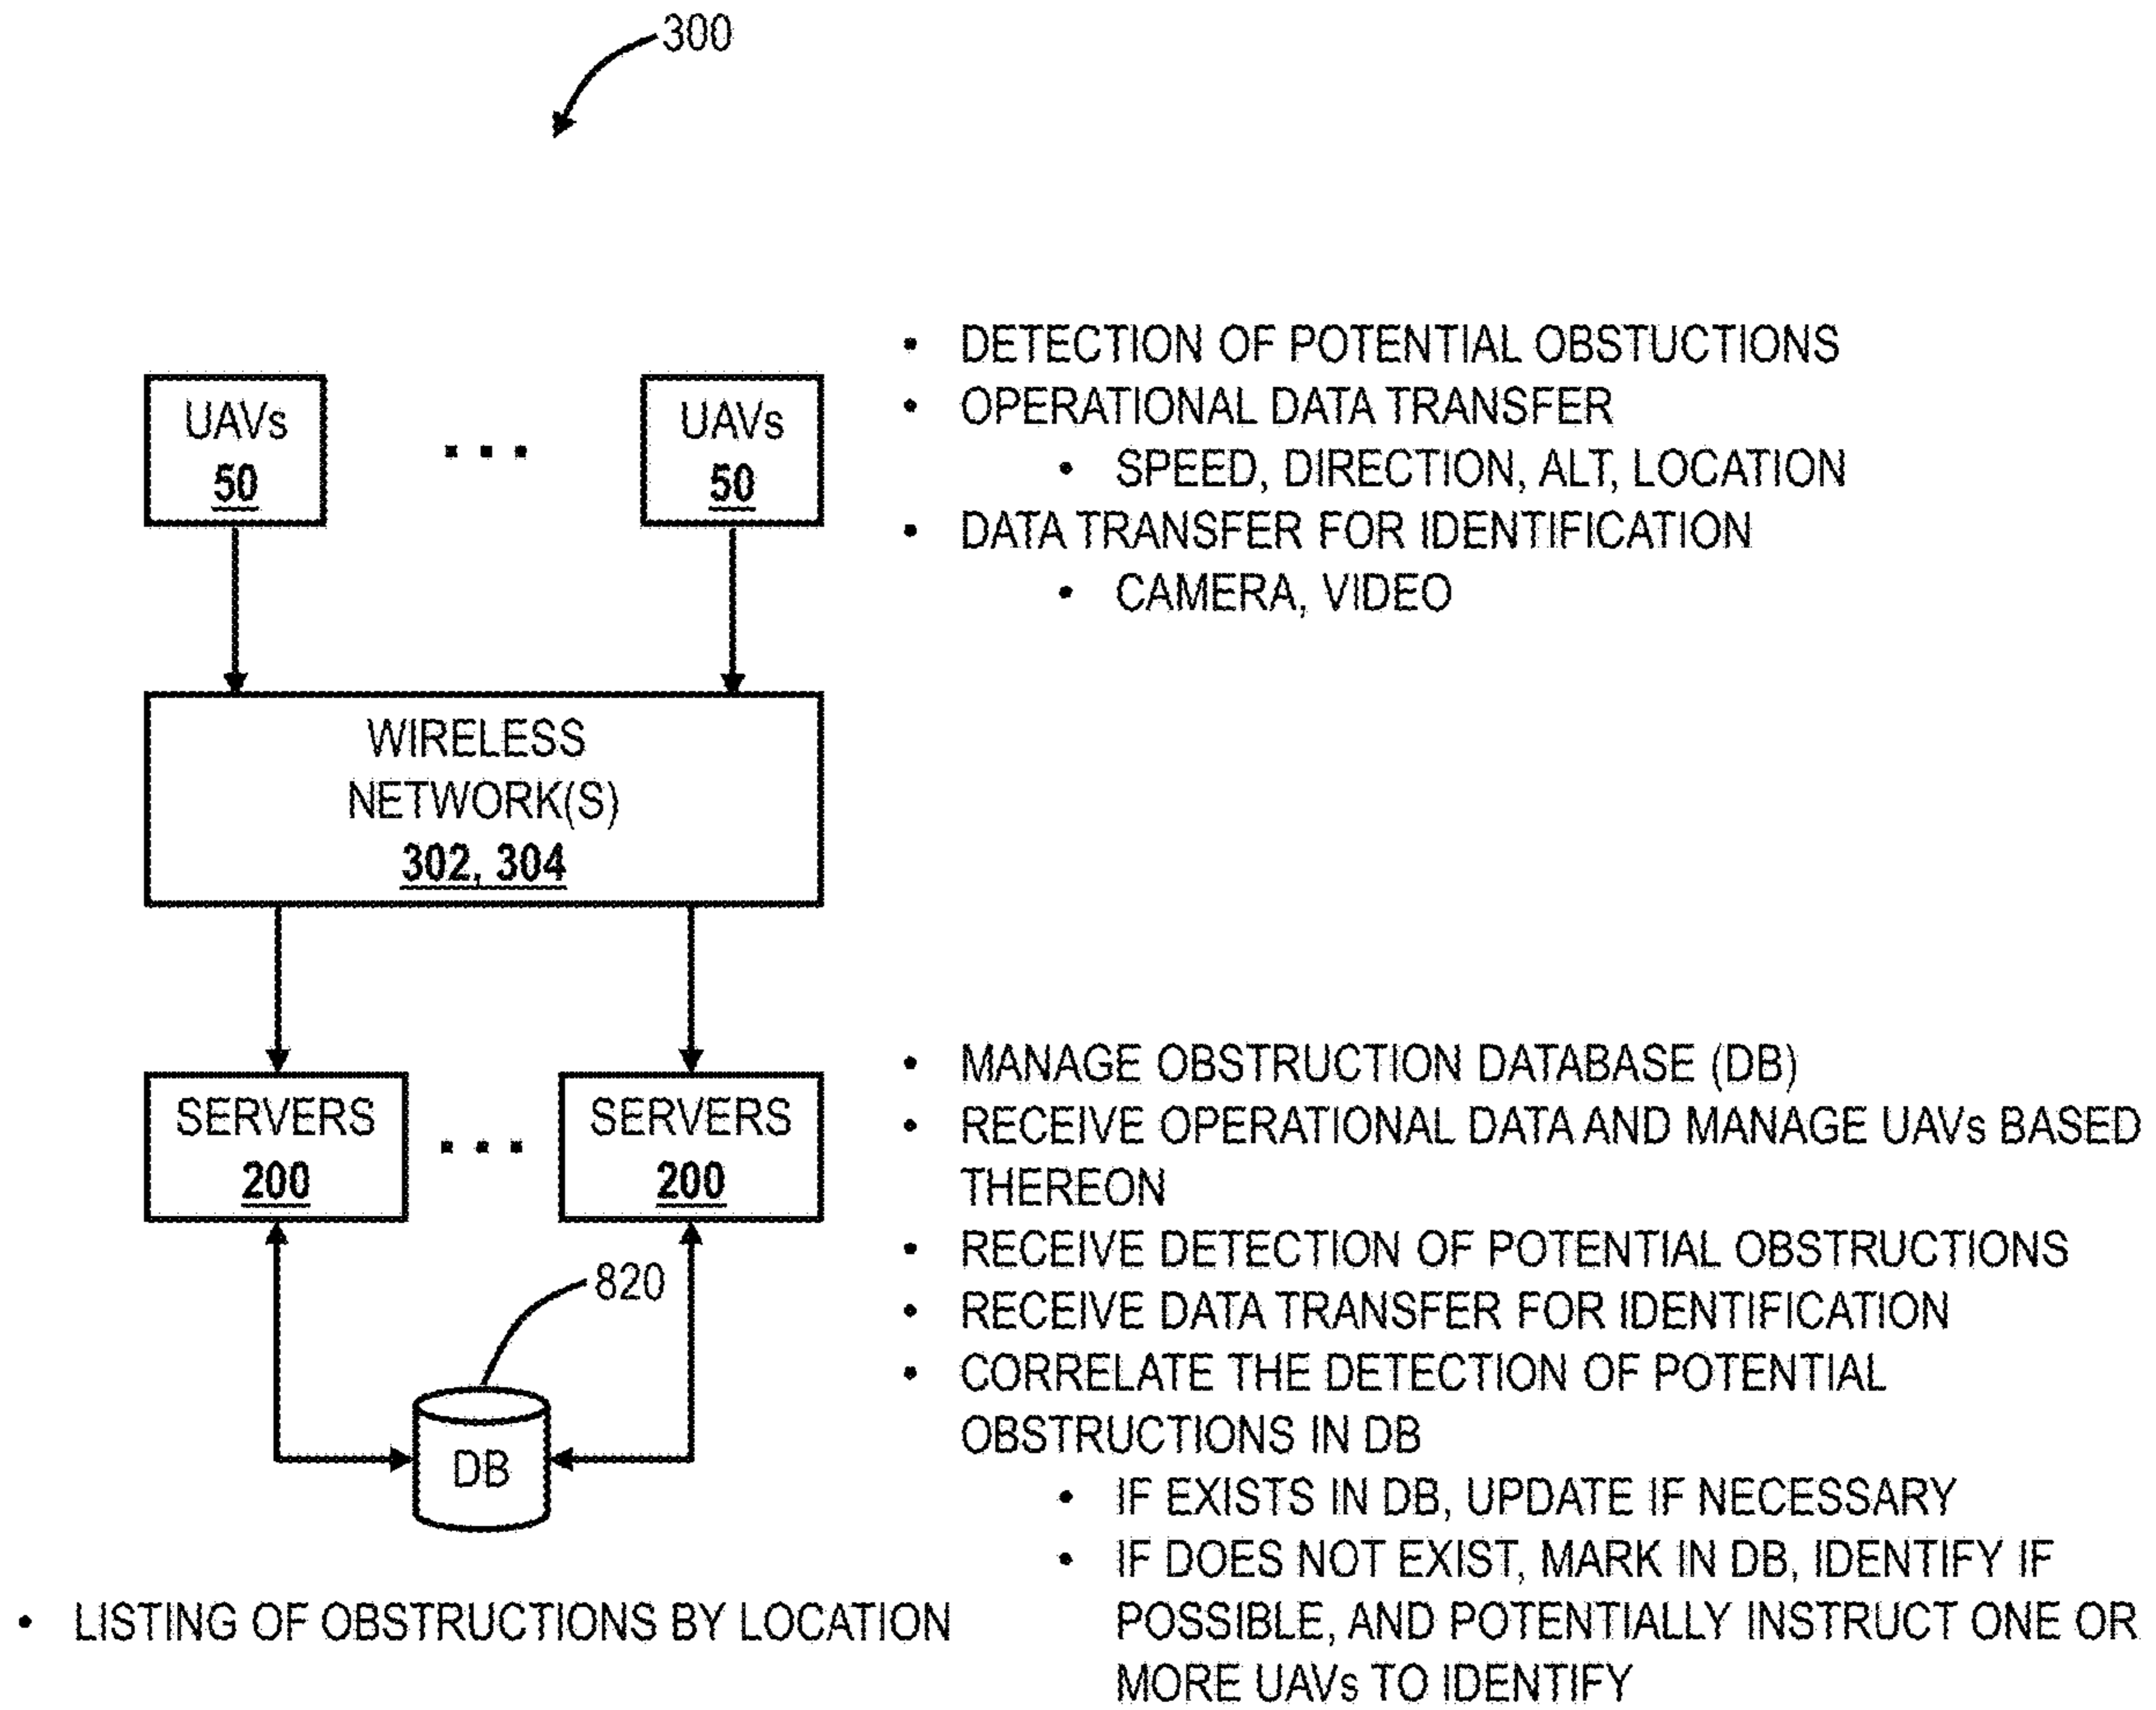 300
• DETECTION OF POTENTIAL OBSTUCTIONS
• OPERATIONAL DATA TRANSFER
• SPEED, DIRECTION, ALT, LOCATION
• DATA TRANSFER FOR IDENTIFICATION
• CAMERA, VIDEO
UAVs
50
...
UAVs
50
WIRELESS
NETWORK(S)
302, 304
SERVERS
200
...
SERVERS
200
820
DB
• LISTING OF OBSTRUCTIONS BY LOCATION
• MANAGE OBSTRUCTION DATABASE (DB)
• RECEIVE OPERATIONAL DATA AND MANAGE UAVs BASED
THEREON
• RECEIVE DETECTION OF POTENTIAL OBSTRUCTIONS
• RECEIVE DATA TRANSFER FOR IDENTIFICATION
• CORRELATE THE DETECTION OF POTENTIAL
OBSTRUCTIONS IN DB
• IF EXISTS IN DB, UPDATE IF NECESSARY
• IF DOES NOT EXIST, MARK IN DB, IDENTIFY IF
POSSIBLE, AND POTENTIALLY INSTRUCT ONE OR
MORE UAVs TO IDENTIFY